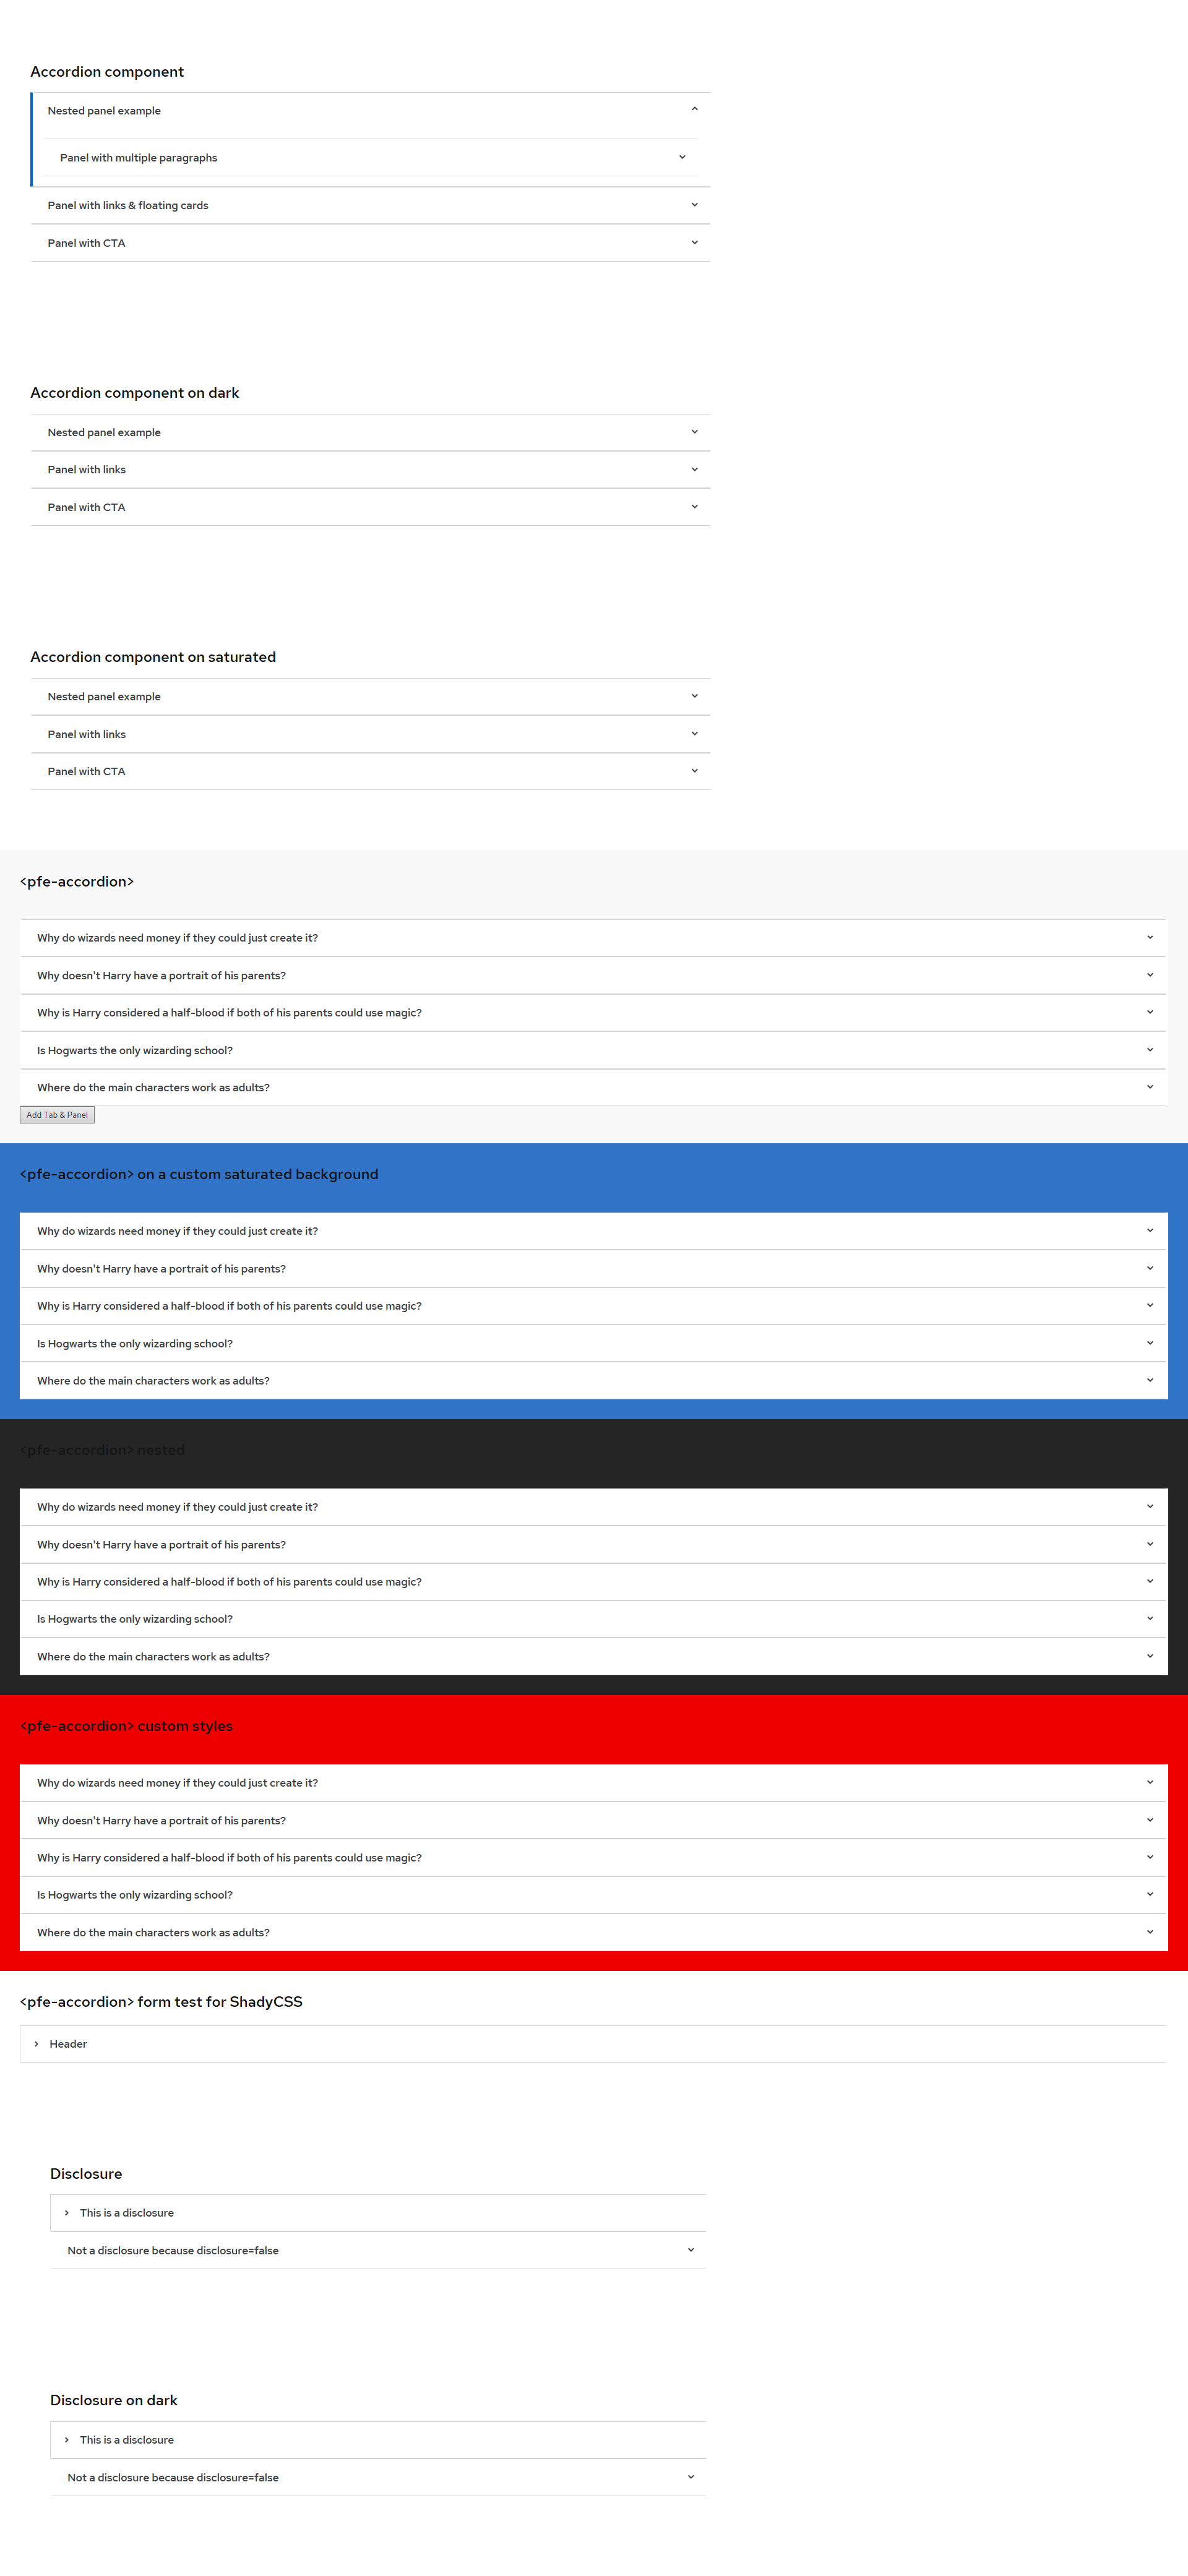 Accordion component
Nested panel example
Panel with multiple paragraphs
Panel with links & floating cards
Panel with CTA
Accordion component on dark
Nested panel example
Panel with links
Panel with CTA
Accordion component on saturated
Nested panel example
Panel with links
Panel with CTA
<pfe-accordion>
Why do wizards need money if they could just create it?
Why doesn't Harry have a portrait of his parents?
Why is Harry considered a half-blood if both of his parents could use magic?
Is Hogwarts the only wizarding school?
Where do the main characters work as adults?
Add Tab & Panel
<pfe-accordion> on a custom saturated background
Why do wizards need money if they could just create it?
Why doesn't Harry have a portrait of his parents?
Why is Harry considered a half-blood if both of his parents could use magic?
Is Hogwarts the only wizarding school?
Where do the main characters work as adults?
<pfe-accordion> nested
Why do wizards need money if they could just create it?
Why doesn't Harry have a portrait of his parents?
Why is Harry considered a half-blood if both of his parents could use magic?
Is Hogwarts the only wizarding school?
Where do the main characters work as adults?
<pfe-accordion> custom styles
Why do wizards need money if they could just create it?
Why doesn't Harry have a portrait of his parents?
Why is Harry considered a half-blood if both of his parents could use magic?
Is Hogwarts the only wizarding school?
Where do the main characters work as adults?
<pfe-accordion> form test for ShadyCSS
Header
Disclosure
This is a disclosure
Not a disclosure because disclosure=false
Disclosure on dark
This is a disclosure
Not a disclosure because disclosure=false